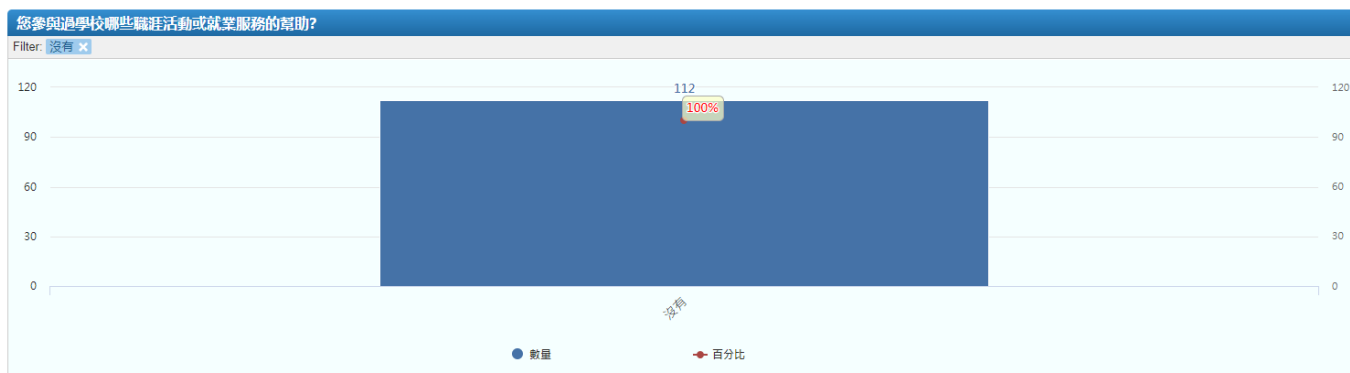 您參與過學校哪些職涯活動或就業服務的幫助?
Filter: 沒有 ×
120 112 120
100%
90 90
60 60
30 30
0 0
沒有
數量 百分比